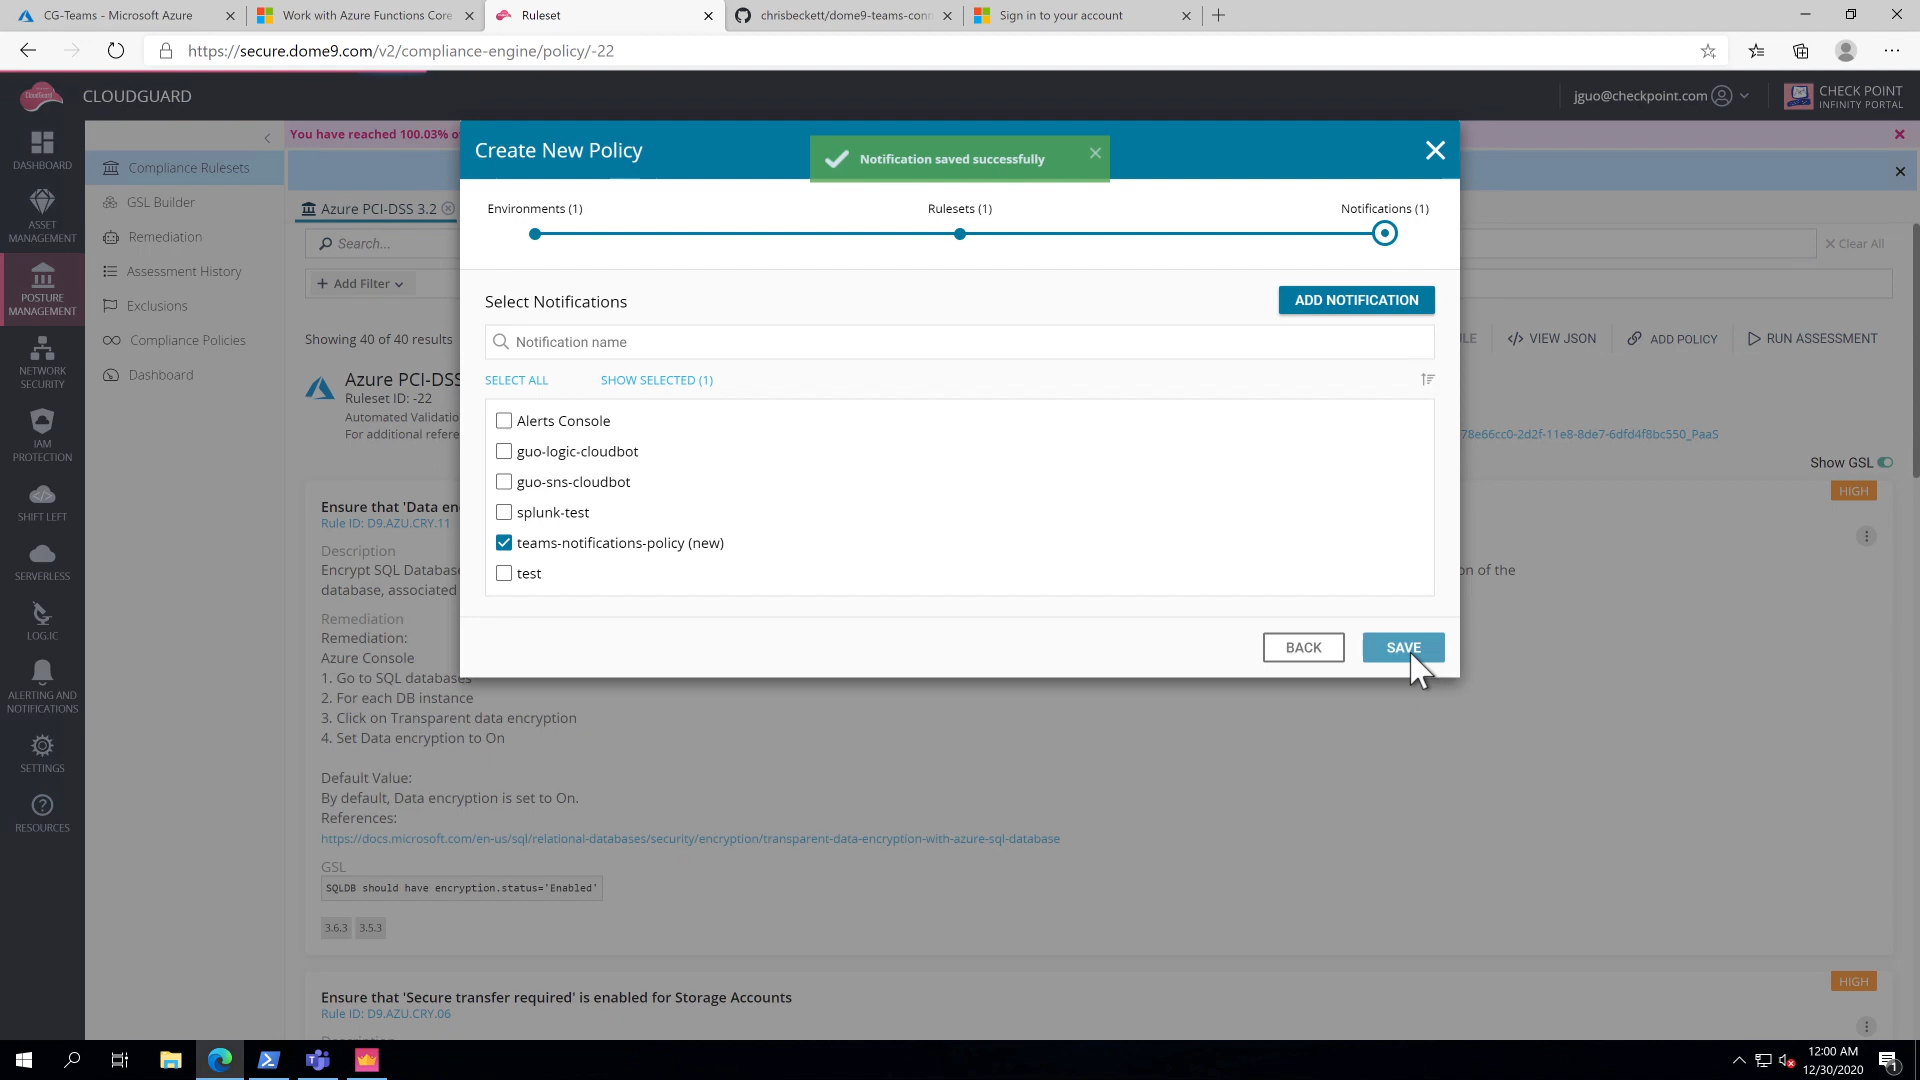 CG-Teams - Microsoft Azure
Work with Azure Functions Core
Ruleset
chrisbeckett/dome9-teams-conn
Sign in to your account
https://secure.dome9.com/v2/compliance-engine/policy/-22
CloudGuard
CLOUDGUARD
jguo@checkpoint.com
CHECK POINT
INFINITY PORTAL
You have reached 100.03% o
DASHBOARD
ASSET
MANAGEMENT
POSTURE
MANAGEMENT
NETWORK
SECURITY
IAM
PROTECTION
SHIFT LEFT
SERVERLESS
LOG.IC
ALERTING AND
NOTIFICATIONS
SETTINGS
RESOURCES
Compliance Rulesets
GSL Builder
Remediation
Assessment History
Exclusions
Compliance Policies
Dashboard
Azure PCI-DSS 3.2
Search...
Clear All
Add Filter
Showing 40 of 40 results
ULE
VIEW JSON
ADD POLICY
RUN ASSESSMENT
Azure PCI-DSS
Ruleset ID: -22
Automated Validatio
For additional refere
78e66cc0-2d2f-11e8-8de7-6dfd4f8bc550_PaaS
Show GSL
Create New Policy
Notification saved successfully
Environments (1)
Rulesets (1)
Notifications (1)
Select Notifications
ADD NOTIFICATION
Notification name
SELECT ALL
SHOW SELECTED (1)
Alerts Console
guo-logic-cloudbot
guo-sns-cloudbot
splunk-test
teams-notifications-policy (new)
test
BACK
SAVE
Ensure that 'Data en
HIGH
Rule ID: D9.AZU.CRY.11
Description
Encrypt SQL Database
on of the
database, associated
Remediation
Remediation:
Azure Console
1. Go to SQL databases
2. For each DB instance
3. Click on Transparent data encryption
4. Set Data encryption to On
Default Value:
By default, Data encryption is set to On.
References:
https://docs.microsoft.com/en-us/sql/relational-databases/security/encryption/transparent-data-encryption-with-azure-sql-database
GSL
SQLDB should have encryption.status='Enabled'
3.6.3
3.5.3
Ensure that 'Secure transfer required' is enabled for Storage Accounts
HIGH
Rule ID: D9.AZU.CRY.06
12:00 AM
12/30/2020
1